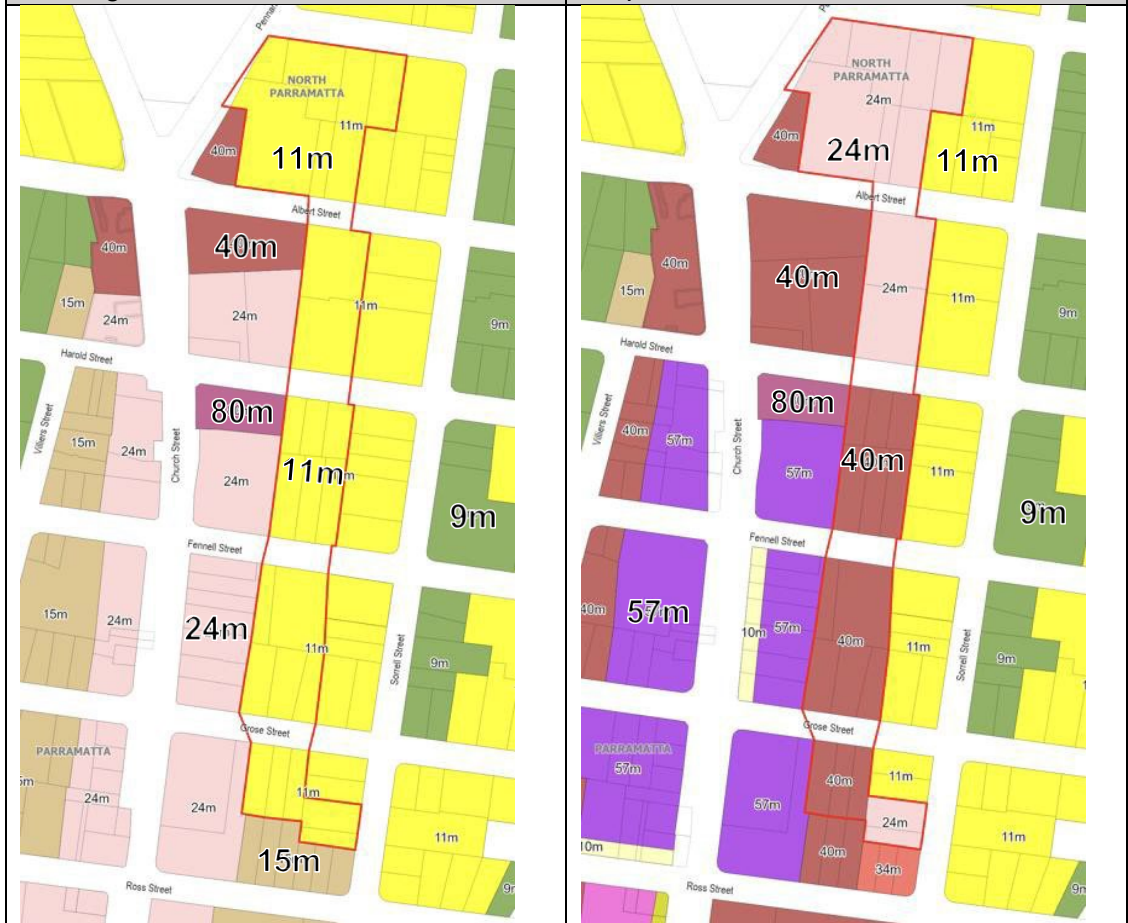 Pennan
NORTH
PARRAMATTA
11m
40m
11m
Albert Street
40m
40m
24m
11m
15m
24m
9m
Harold Street
80m
15m
24m
24m
11m
9m
Villiers Street
Church Street
Fennell Street
15m
24m
24m
11m
9m
Sorrell Street
Grose Street
PARRAMATTA
24m
24m
11m
11m
15m
Ross Street
NORTH
PARRAMATTA
24m
40m
24m
11m
11m
Albert Street
40m
40m
24m
11m
15m
9m
Harold Street
80m
40m
57m
57m
40m
11m
9m
Villiers Street
Church Street
Fennell Street
40m
57m
10m
57m
40m
11m
9m
Sorrell Street
Grose Street
PARRAMATTA
57m
57m
40m
11m
24m
11m
10m
40m
34m
Ross Street